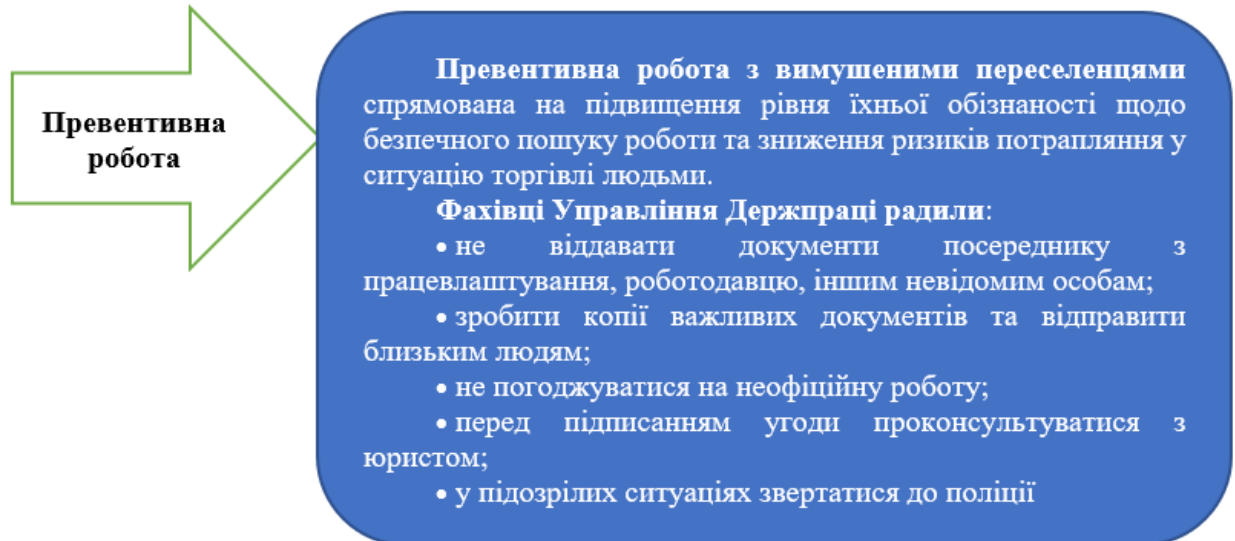 Превентивна
робота
Превентивна робота з вимушеними переселенцями
спрямована на підвищення рівня їхньої обізнаності щодо
безпечного пошуку роботи та зниження ризиків потрапляння у
ситуацію торгівлі людьми.
Фахівці Управління Держпраці радили:
• не віддавати документи посереднику з
працевлаштування, роботодавцю, іншим невідомим особам;
• зробити копії важливих документів та відправити
близьким людям;
• не погоджуватися на неофіційну роботу;
• перед підписанням угоди проконсультуватися з
юристом;
• у підозрілих ситуаціях звертатися до поліції